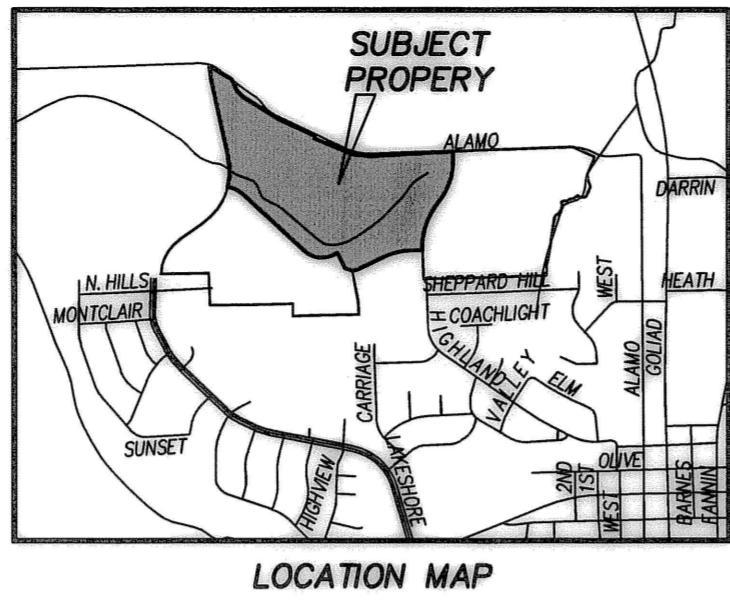 SUBJECT
PROPERY
ALAMO
DARRIN
N. HILLS
SHEPPARD HILL
WEST
HEATH
MONTCLAIR
COACHLIGHT
HIGHLAND
ALAMO
GOLIAD
CARRIAGE
VALLEY
ELM
SUNSET
LAKESHORE
OLIVE
HIGHVIEW
2ND
1ST
WEST
BARNES
FANNIN
LOCATION MAP